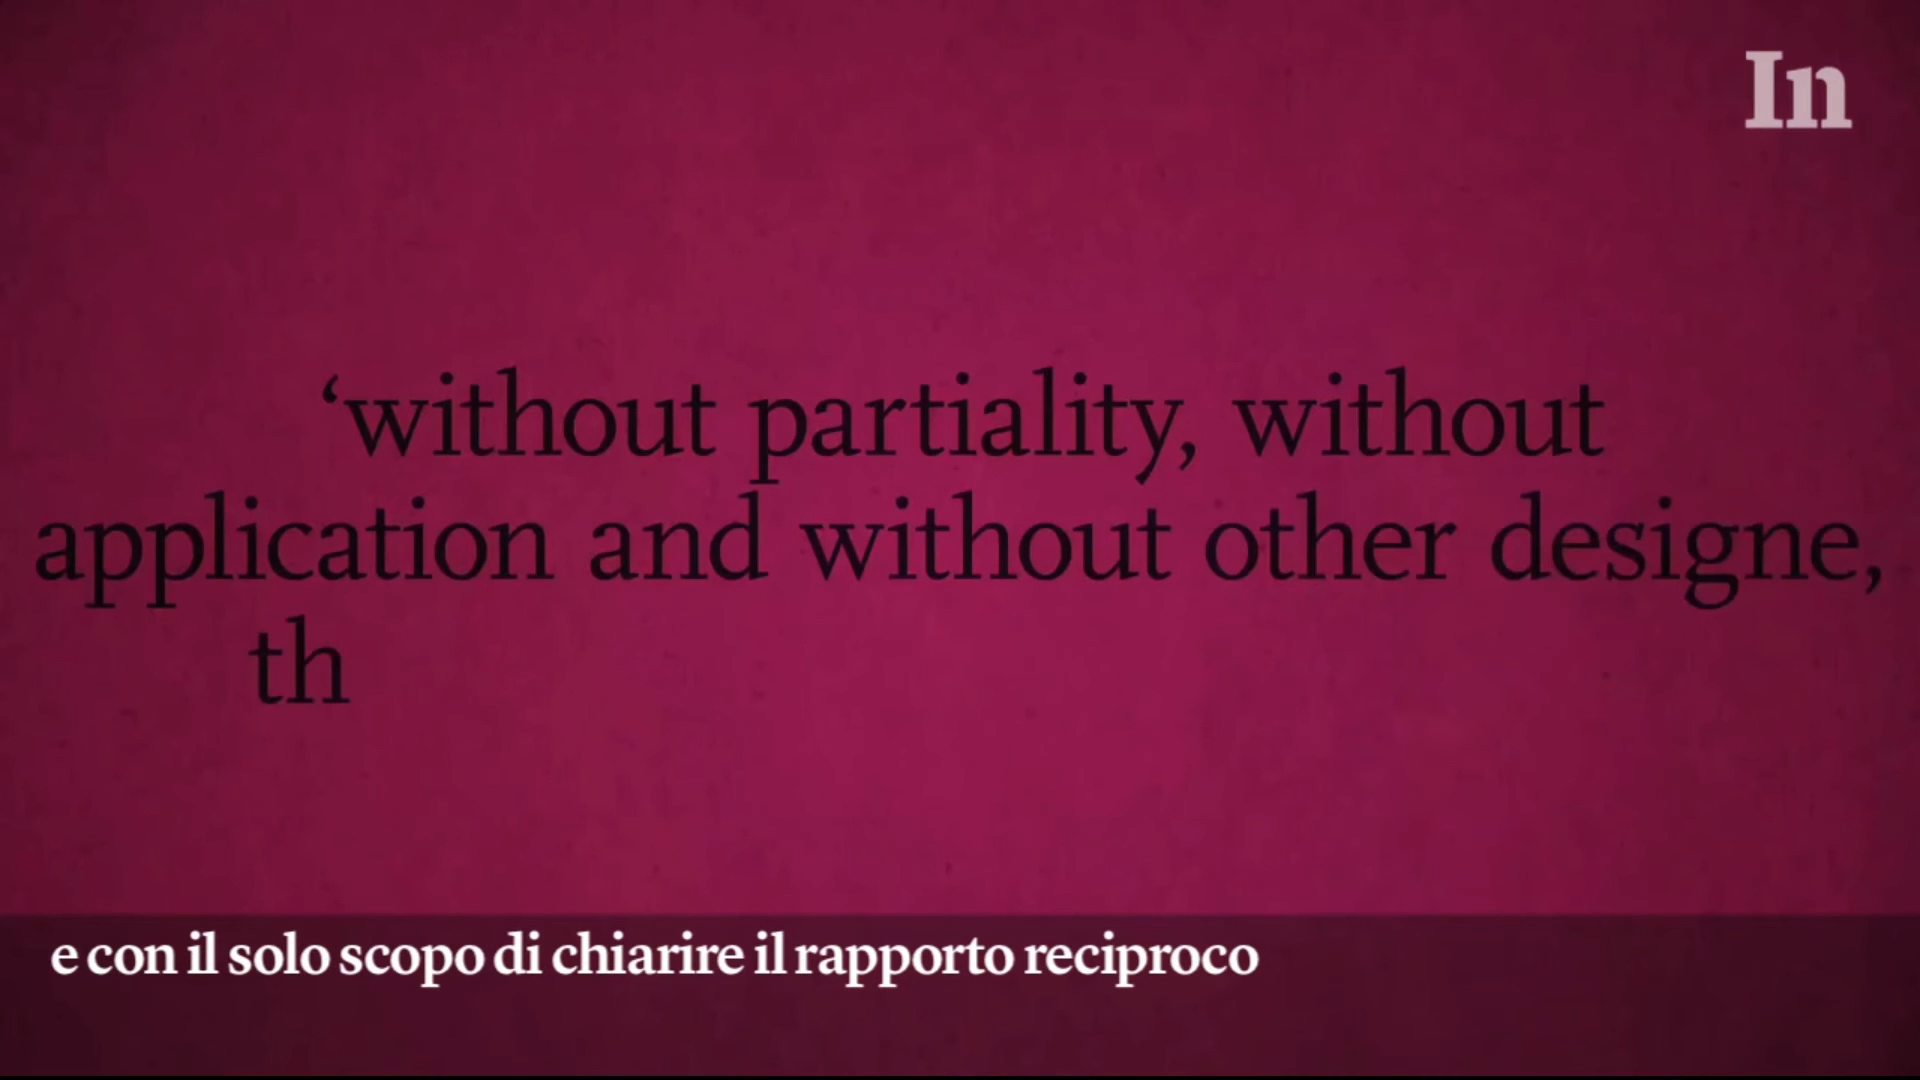 In
‘without partiality, without
application and without other designe,
th
e con il solo scopo di chiarire il rapporto reciproco